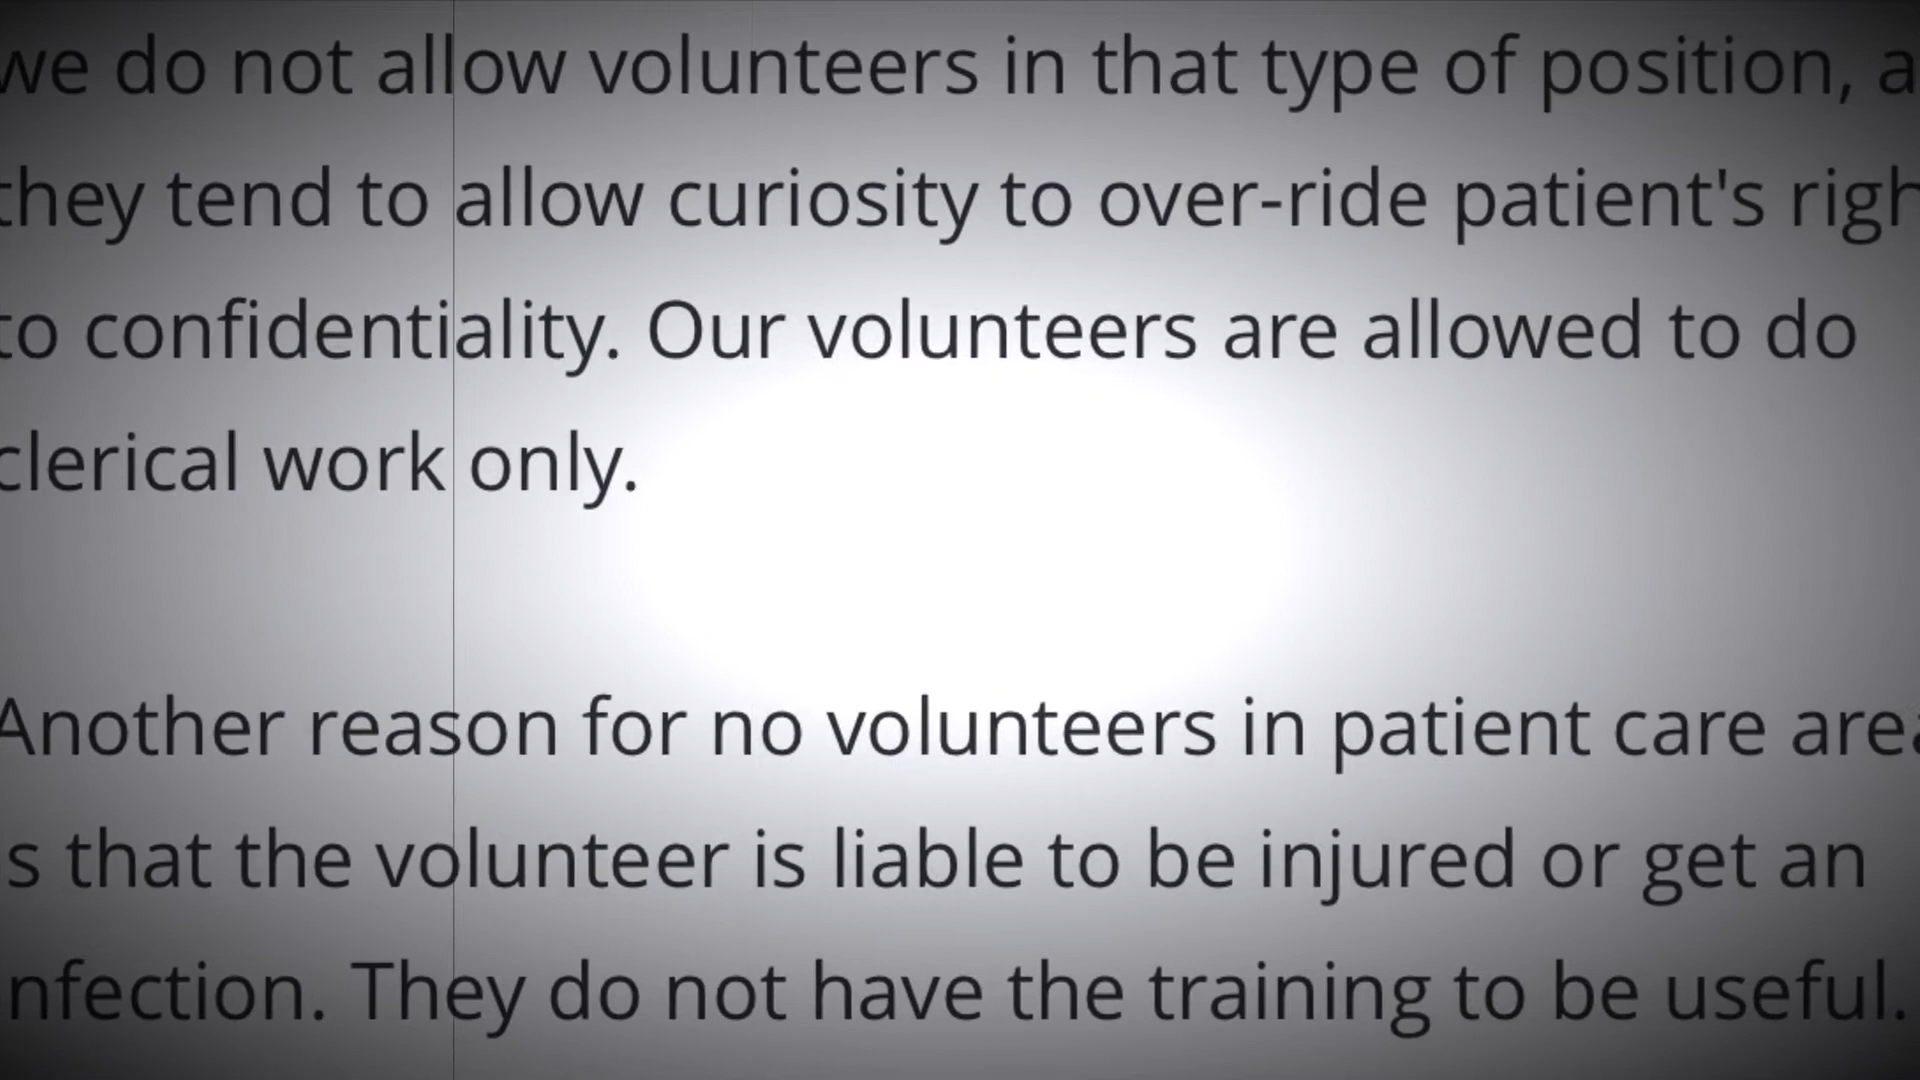 we do not allow volunteers in that type of position, a
they tend to allow curiosity to over-ride patient's righ
to confidentiality. Our volunteers are allowed to do
clerical work only.
Another reason for no volunteers in patient care area
s that the volunteer is liable to be injured or get an
nfection. They do not have the training to be useful.